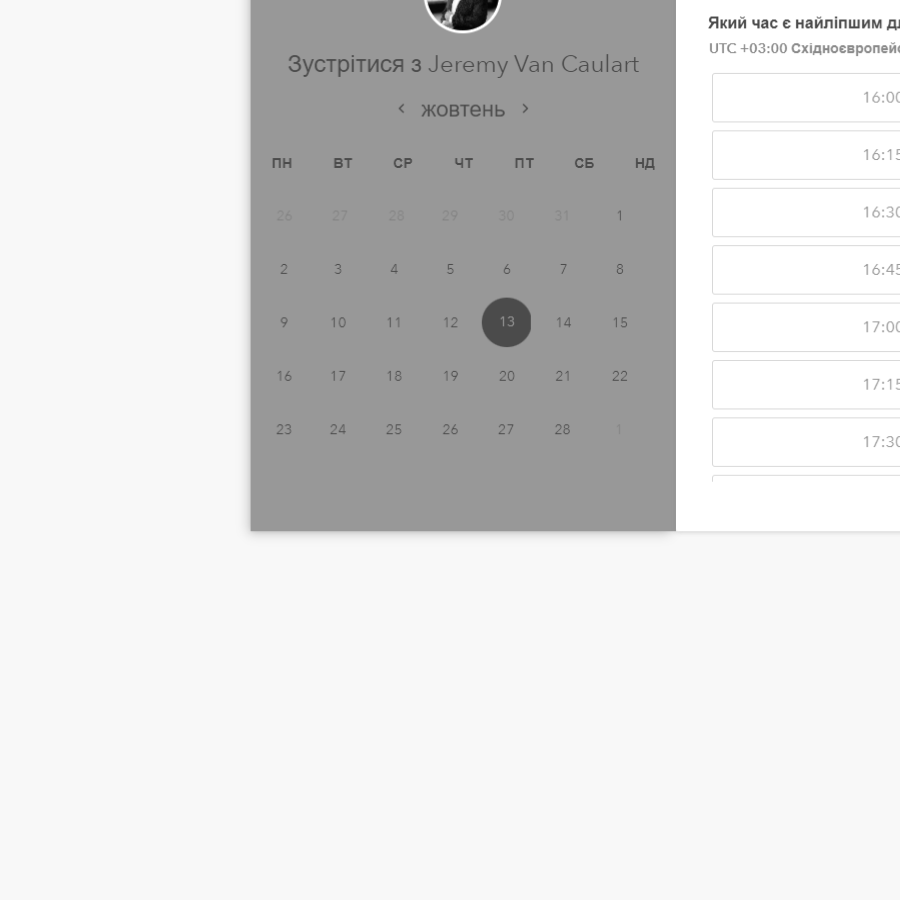 Зустрітися з Jeremy Van Caulart
жовтень
ПН ВТ СР ЧТ ПТ СБ НД
26 27 28 29 30 31 1
2 3 4 5 6 7 8
9 10 11 12 13 14 15
16 17 18 19 20 21 22
23 24 25 26 27 28 1
Який час є найліпшим
UTC +03:00
16:00
16:15
16:30
16:45
17:00
17:15
17:30